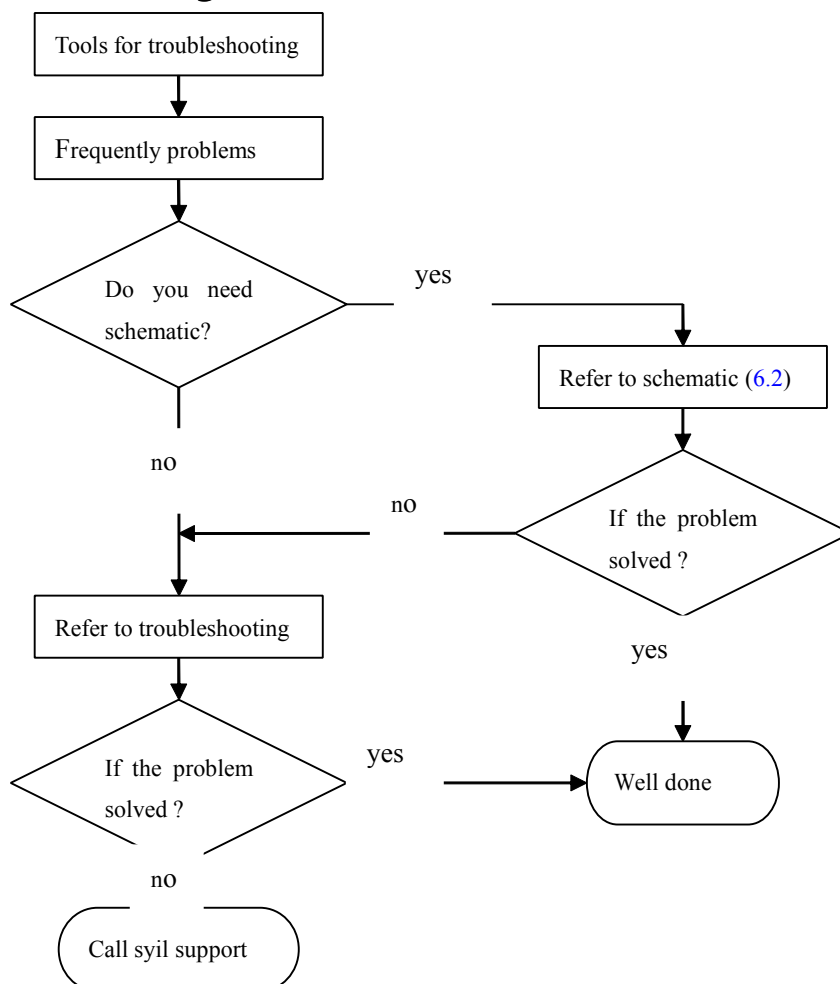 Tools for troubleshooting
Frequently problems
Do you need
schematic?
yes
Refer to schematic (6.2)
no
no
If the problem
solved ?
Refer to troubleshooting
yes
If the problem
solved ?
yes
Well done
no
Call syil support